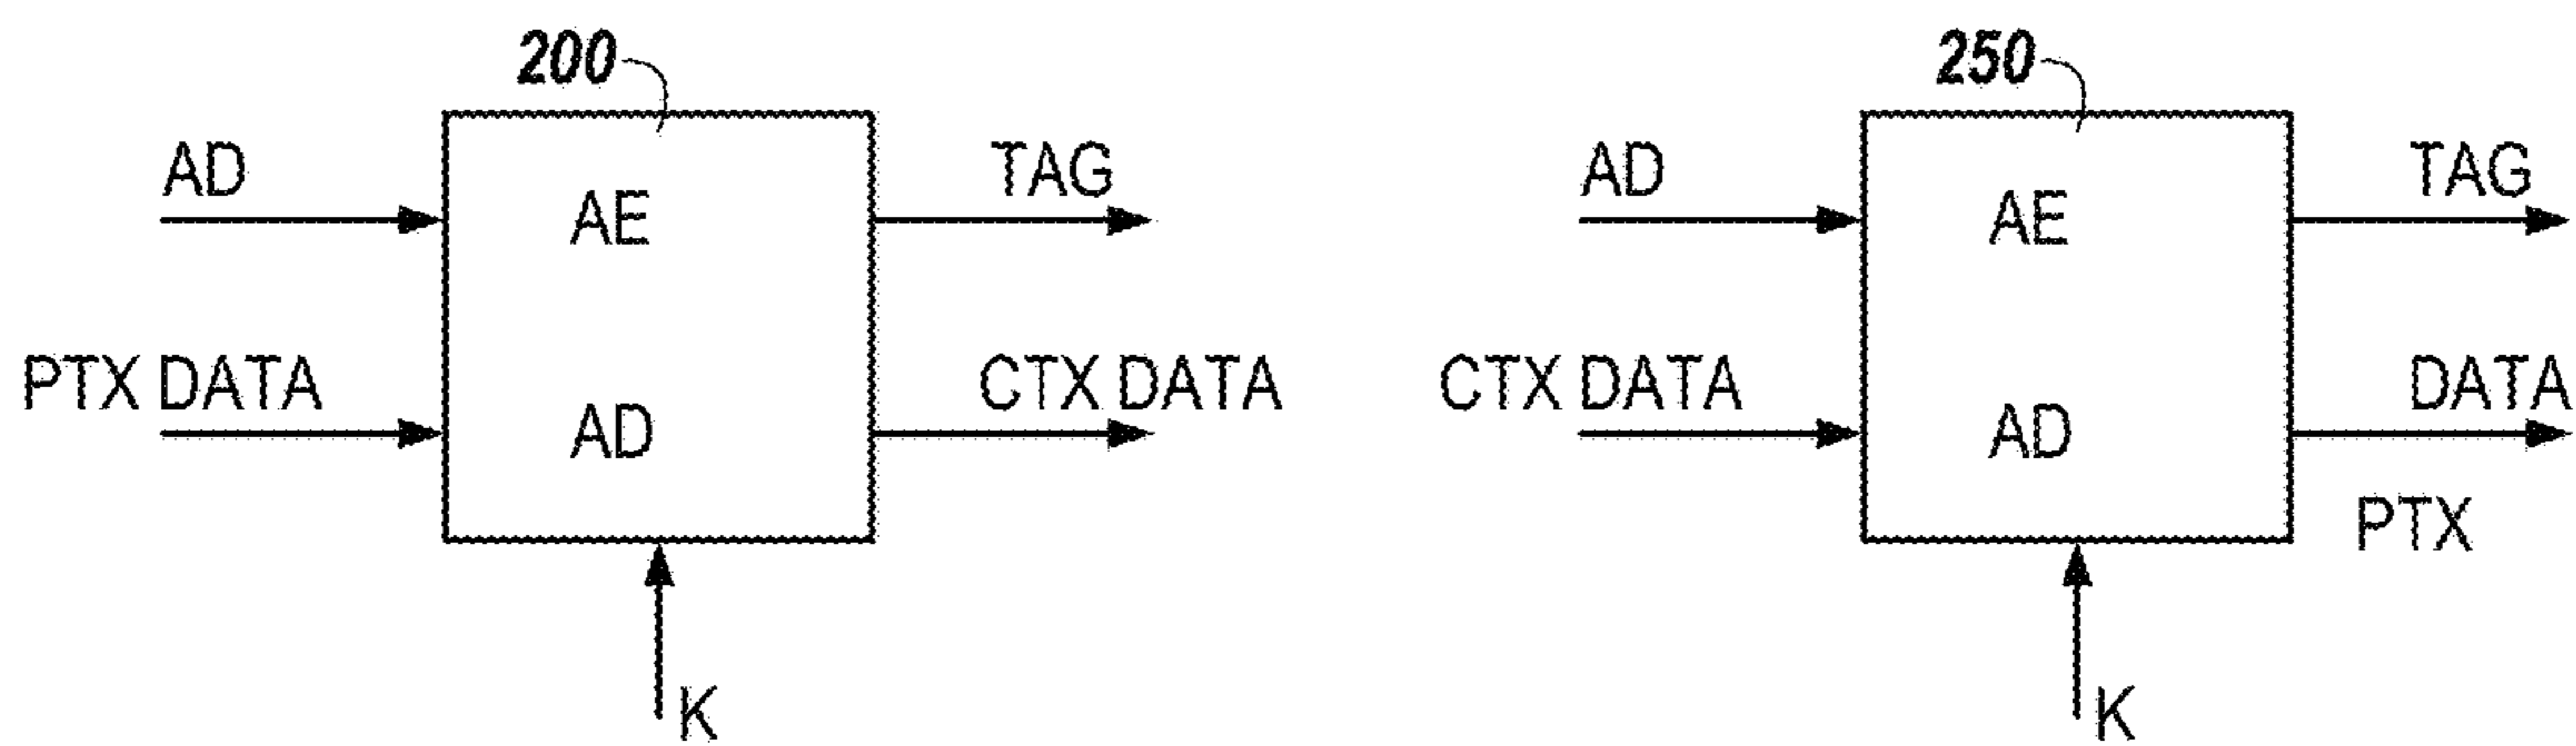 200
AD
AE
TAG
PTX DATA
AD
CTX DATA
K
250
AD
AE
TAG
CTX DATA
AD
DATA
PTX
K